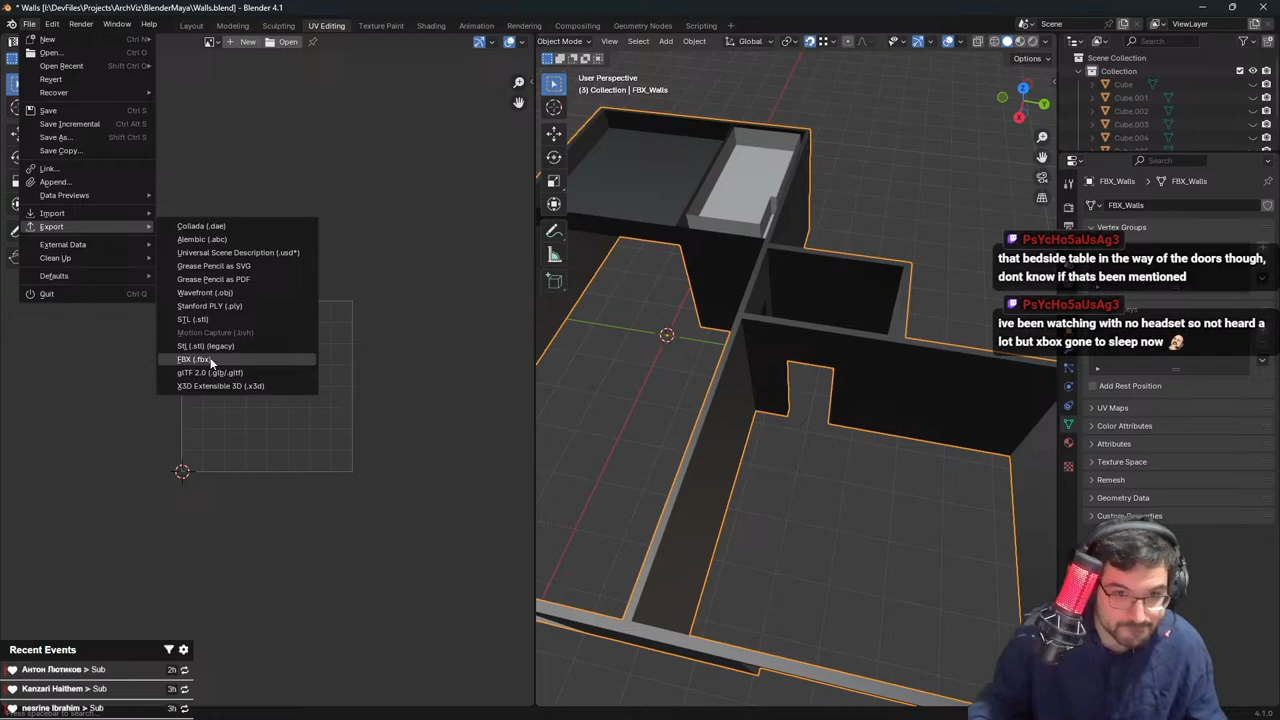 * Walls [I:\DevFiles\Projects\ArchViz\BlenderMaya\Walls.blend] - Blender 4.1
File Edit Render Window Help
Layout Modeling Sculpting UV Editing Texture Paint Shading Animation Rendering Compositing Geometry Nodes Scripting +
Scene
ViewLayer
New
Open
Object Mode View Select Add Object
Global
Options
Search
New Ctrl N
Open... Ctrl O
Open Recent Shift Ctrl O
Revert
Recover
Save Ctrl S
Save Incremental Ctrl Alt S
Save As... Shift Ctrl S
Save Copy...
Link...
Append...
Data Previews
Import
Export
External Data
Clean Up
Defaults
Quit Ctrl Q
Collada (.dae)
Alembic (.abc)
Universal Scene Description (.usd*)
Grease Pencil as SVG
Grease Pencil as PDF
Wavefront (.obj)
Stanford PLY (.ply)
STL (.stl)
Motion Capture (.bvh)
Stl (.stl) (legacy)
FBX (.fbx)
glTF 2.0 (.glb/.gltf)
X3D Extensible 3D (.x3d)
User Perspective
(3) Collection | FBX_Walls
Z
Y
X
Scene Collection
Collection
Cube
Cube.001
Cube.002
Cube.003
Cube.004
Search
FBX_Walls
FBX_Walls
FBX_Walls
Vertex Groups
PsYcHo5aUsAg3
that bedside table in the way of the doors though,
dont know if thats been mentioned
PsYcHo5aUsAg3
ive been watching with no headset so not heard a
lot but xbox gone to sleep now
Add Rest Position
UV Maps
Color Attributes
Attributes
Texture Space
Remesh
Geometry Data
Custom Properties
Recent Events
Антон Лютиков > Sub 2h
Kanzari Haithem > Sub 3h
nesrine Ibrahim > Sub 3h
Press spacebar to search...
4.1.0